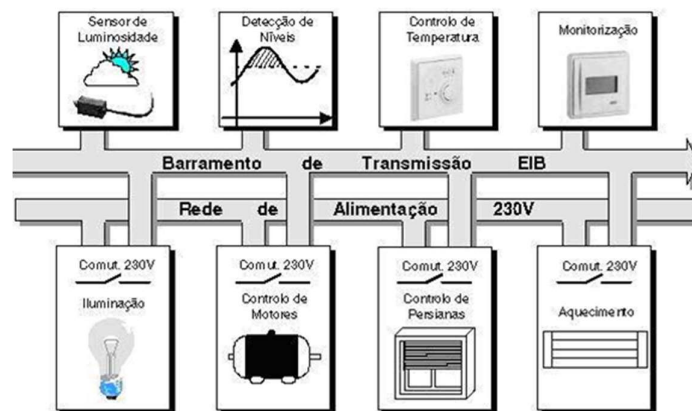 Sensor de
Luminosidade
Detecção de
Níveis
Controlo de
Temperatura
Monitorização
Barramento de Transmissão EIB
Rede de Alimentação 230V
Comut. 230V
Iluminação
Comut. 230V
Controlo de
Motores
Comut. 230V
Controlo de
Persianas
Comut. 230V
Aquecimento